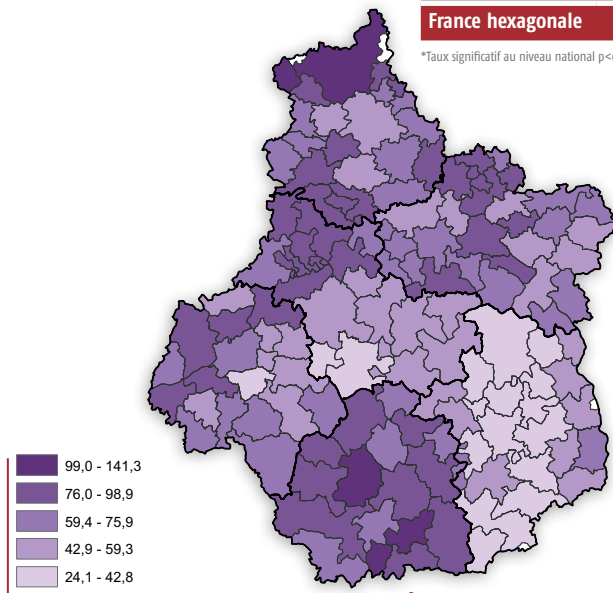 France hexagonale
*Taux significatif au niveau national p<
99,0 - 141,3
76,0 - 98,9
59,4 - 75,9
42,9 - 59,3
24,1 - 42,8